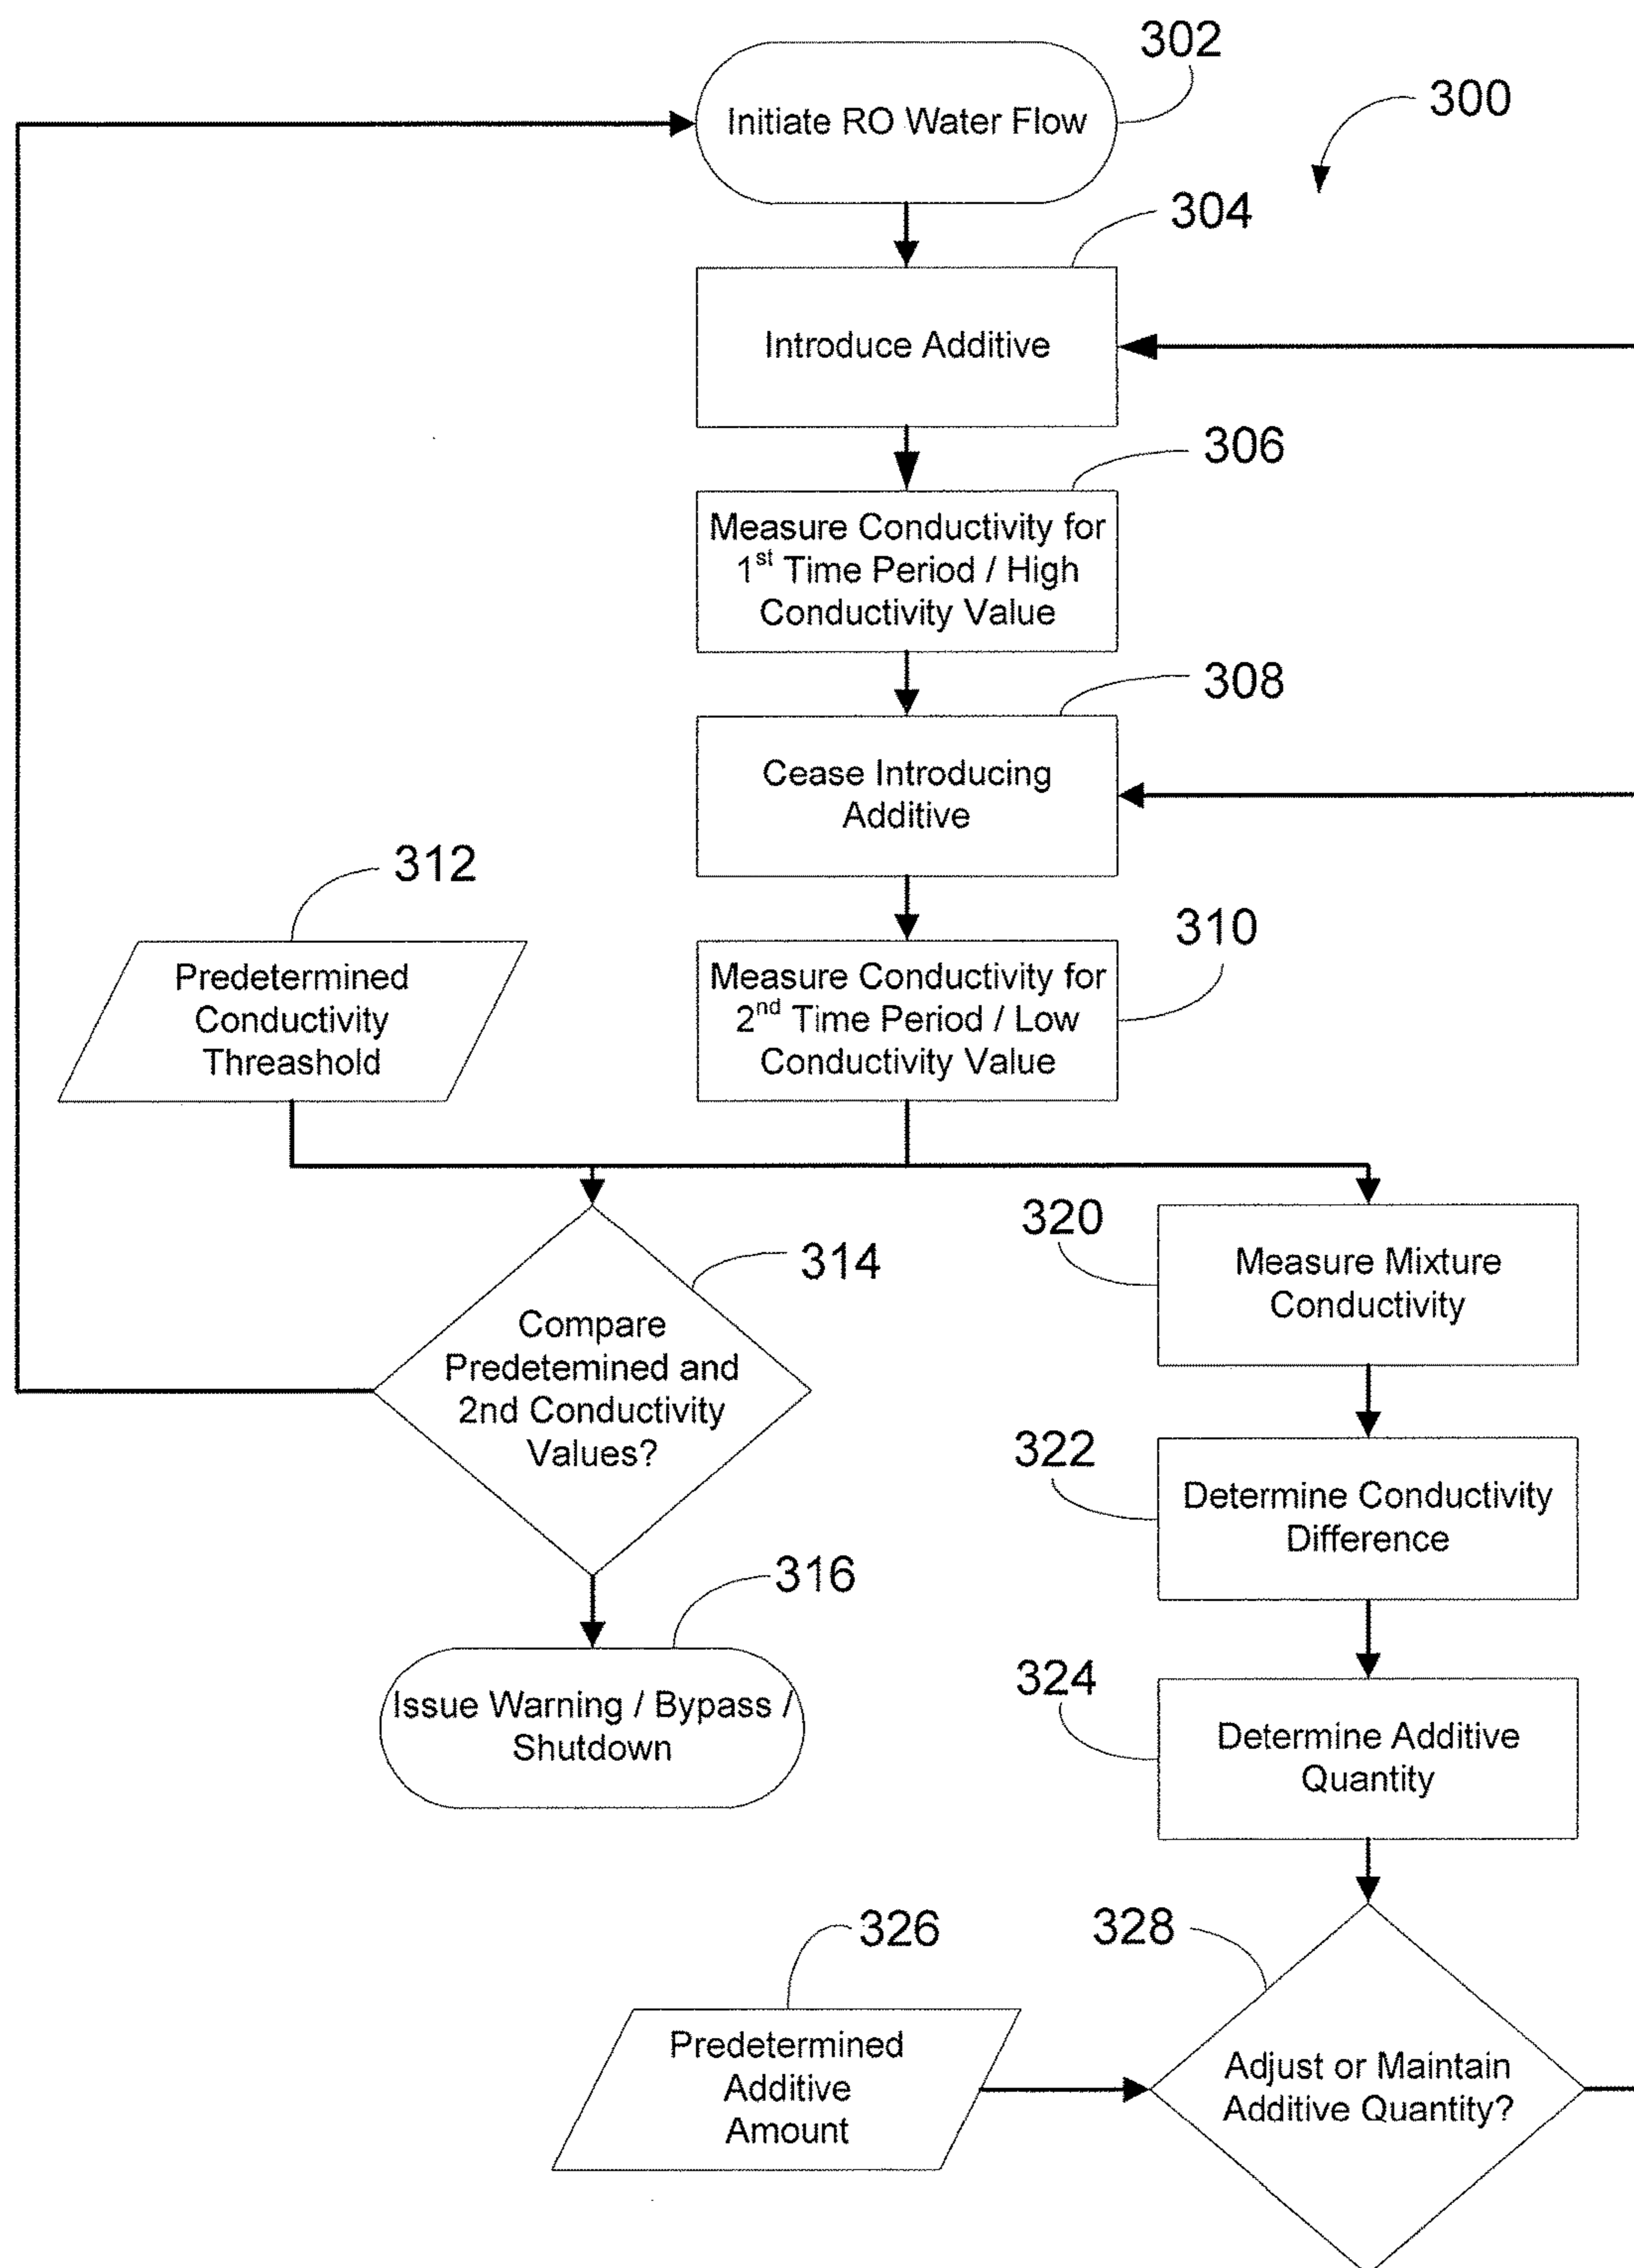 302
Initiate RO Water Flow
300
304
Introduce Additive
306
Measure Conductivity for
1st Time Period / High
Conductivity Value
308
Cease Introducing
Additive
312
310
Predetermined
Conductivity
Threashold
Measure Conductivity for
2nd Time Period / Low
Conductivity Value
314
Compare
Predetemined and
2nd Conductivity
Values?
320
Measure Mixture
Conductivity
322
Determine Conductivity
Difference
316
Issue Warning / Bypass /
Shutdown
324
Determine Additive
Quantity
326
Predetermined
Additive
Amount
328
Adjust or Maintain
Additive Quantity?